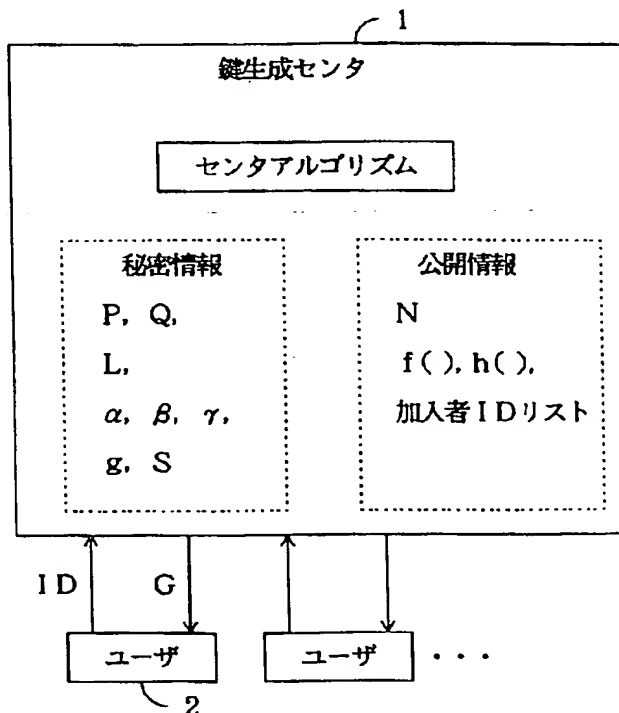 1
鍵生成センタ
センタアルゴリズム
秘密情報
P, Q,
L,
α, β, γ,
g, S
公開情報
N
f( ), h( ),
加入者IDリスト
ID
G
ユーザ
ユーザ ・・・
2